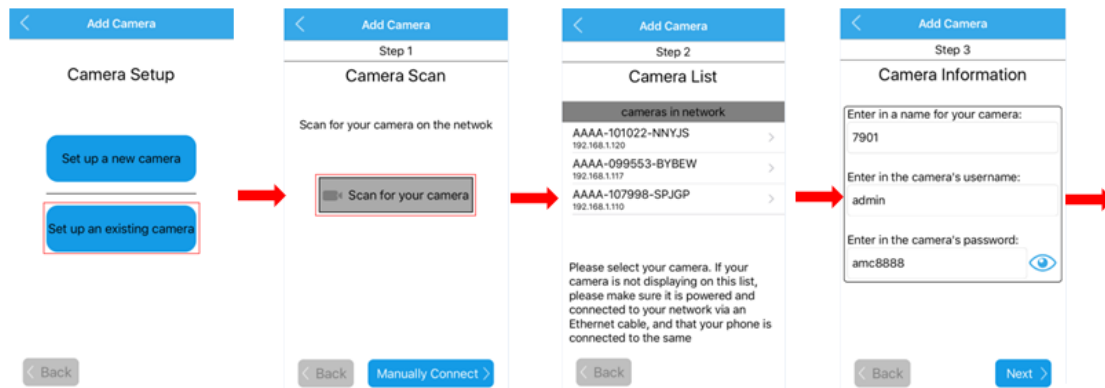 Add Camera
Camera Setup
Set up a new camera
Set up an existing camera
Back
Add Camera
Step 1
Camera Scan
Scan for your camera on the netwok
Scan for your camera
Back
Manually Connect
Add Camera
Step 2
Camera List
cameras in network
AAAA-101022-NNYJS
192.168.1.120
AAAA-099553-BYBEW
192.168.1.117
AAAA-107998-SPJGP
192.168.1.110
Please select your camera. If your
camera is not displaying on this list,
please make sure it is powered and
connected to your network via an
Ethernet cable, and that your phone is
connected to the same
Back
Add Camera
Step 3
Camera Information
Enter in a name for your camera:
7901
Enter in the camera's username:
admin
Enter in the camera's password:
amc8888
Back
Next